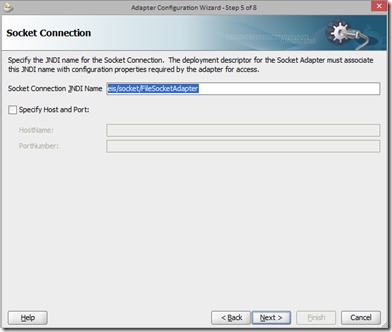 Adapter Configuration Wizard - Step 5 of 8
Socket Connection
Specify the JNDI name for the Socket Connection. The deployment descriptor for the Socket Adapter must associate
this JNDI name with configuration properties required by the adapter for access.
Socket Connection JNDI Name eis/socket/FileSocketAdapter
Specify Host and Port:
HostName:
PortNumber:
Help < Back Next > Finish Cancel